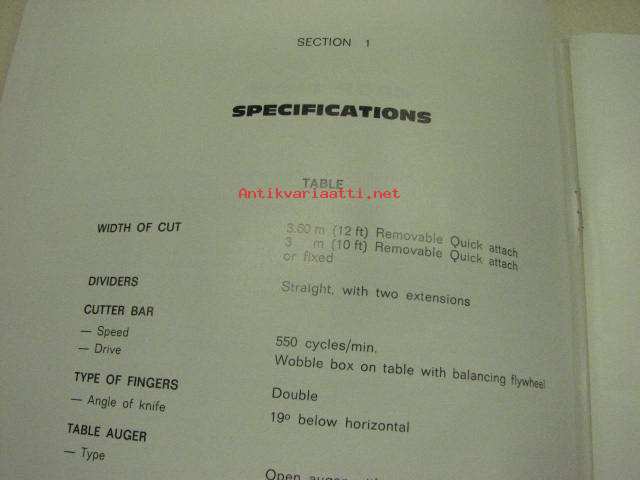 SECTION 1
SPECIFICATIONS
TABLE
Antikvariaatti.net
WIDTH OF CUT 3.60 m (12 ft) Removable Quick attach
3 m (10 ft) Removable Quick attach
or fixed
DIVIDERS Straight, with two extensions
CUTTER BAR
— Speed 550 cycles/min.
— Drive Wobble box on table with balancing flywheel
TYPE OF FINGERS Double
— Angle of knife 19º below horizontal
TABLE AUGER
— Type Open auger